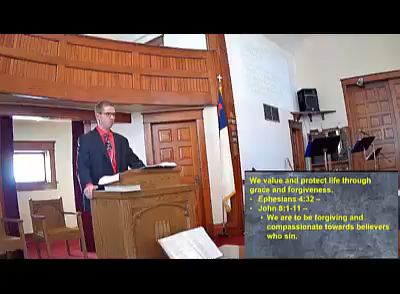 We value and protect life through
grace and forgiveness.
• Ephesians 4:32 –
• John 8:1-11 –
• We are to be forgiving and
compassionate towards believers
who sin.